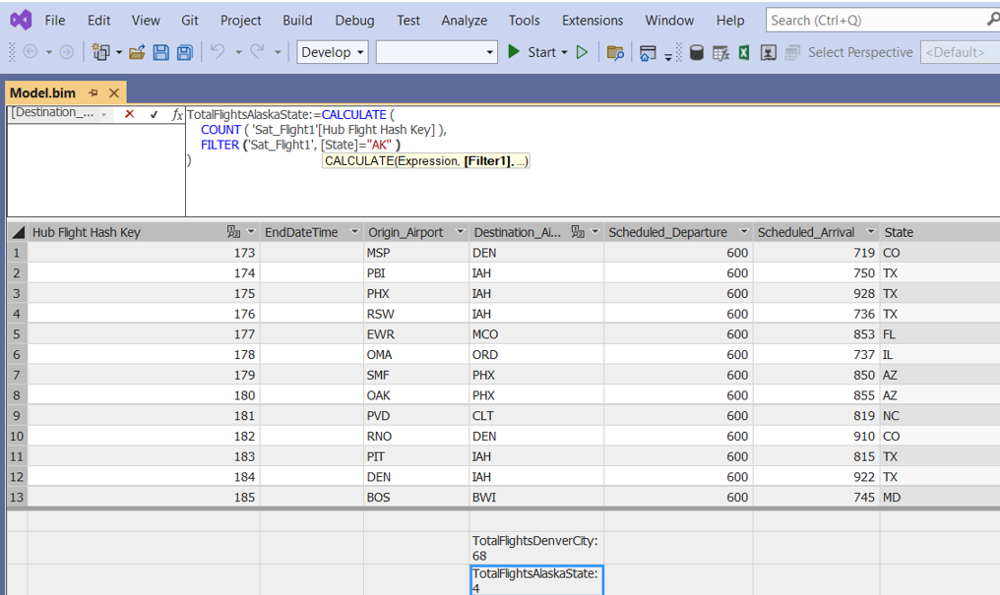 File Edit View Git Project Build Debug Test Analyze Tools Extensions Window Help Search (Ctrl+Q)
Develop Start Select Perspective <Default>
Model.bim
[Destination_... fx TotalFlightsAlaskaState:=CALCULATE (
COUNT ( 'Sat_Flight1'[Hub Flight Hash Key] ),
FILTER ('Sat_Flight1', [State]="AK" )
) CALCULATE(Expression, [Filter1], ...)
Hub Flight Hash Key EndDateTime Origin_Airport Destination_Ai... Scheduled_Departure Scheduled_Arrival State
1 173 MSP DEN 600 719 CO
2 174 PBI IAH 600 750 TX
3 175 PHX IAH 600 928 TX
4 176 RSW IAH 600 736 TX
5 177 EWR MCO 600 853 FL
6 178 OMA ORD 600 737 IL
7 179 SMF PHX 600 850 AZ
8 180 OAK PHX 600 855 AZ
9 181 PVD CLT 600 819 NC
10 182 RNO DEN 600 910 CO
11 183 PIT IAH 600 815 TX
12 184 DEN IAH 600 922 TX
13 185 BOS BWI 600 745 MD
TotalFlightsDenverCity:
68
TotalFlightsAlaskaState:
4